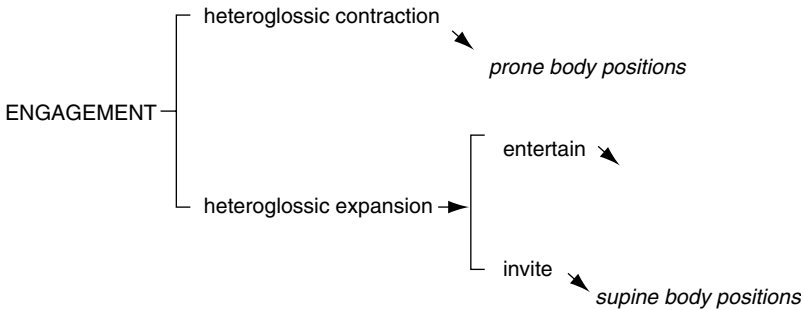 heteroglossic contraction
prone body positions
ENGAGEMENT
entertain
heteroglossic expansion
invite
supine body positions